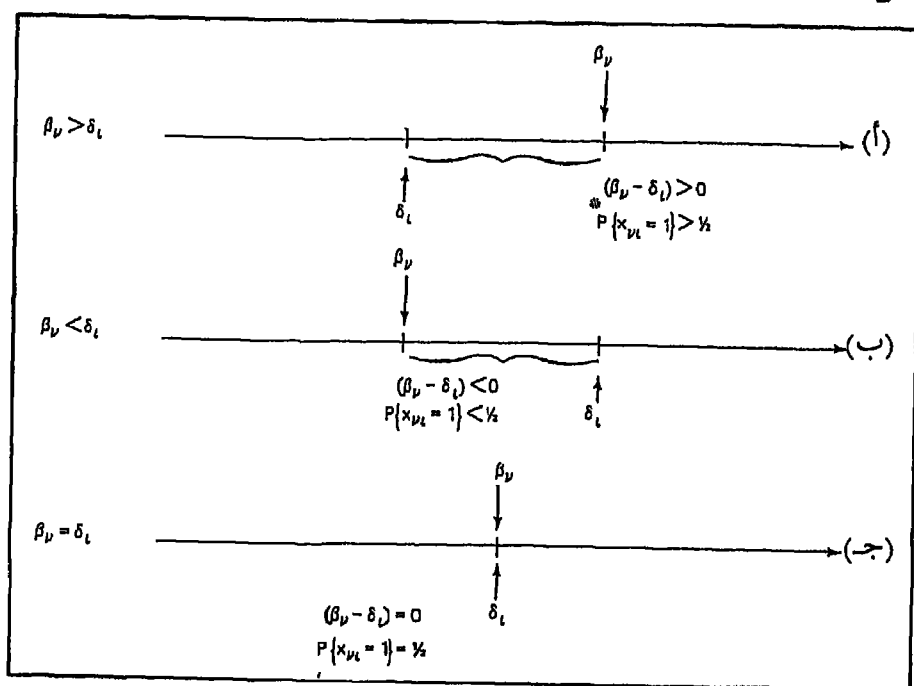 β_ν
β_ν > δ_ι
(أ)
δ_ι
* (β_ν - δ_ι) > 0
P{x_νι = 1} > ½
β_ν
β_ν < δ_ι
(ب)
(β_ν - δ_ι) < 0
P{x_νι = 1} < ½
δ_ι
β_ν
β_ν = δ_ι
(جـ)
δ_ι
(β_ν - δ_ι) = 0
P{x_νι = 1} = ½